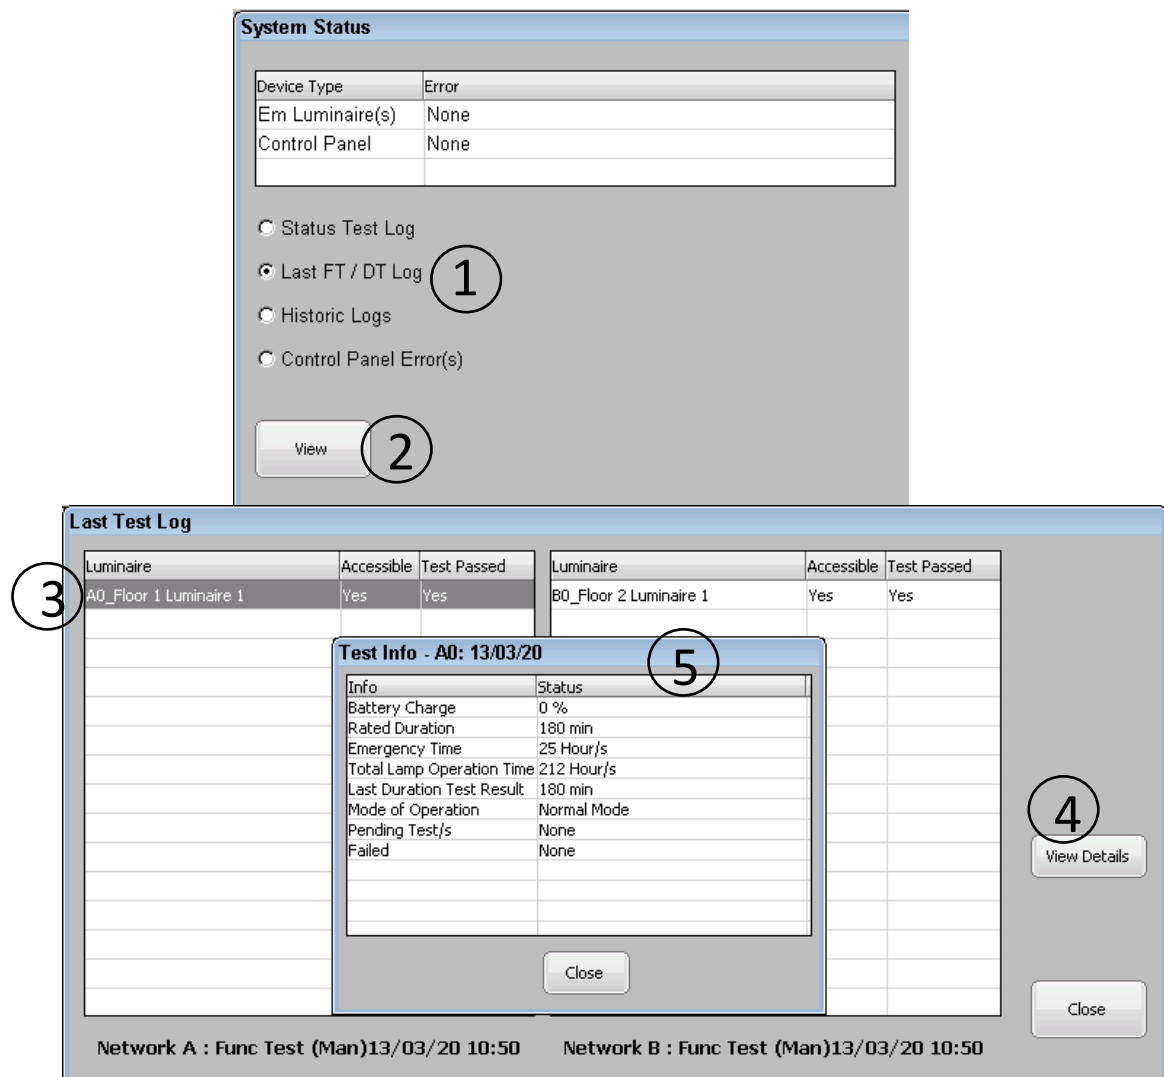 System Status
Device Type Error
Em Luminaire(s) None
Control Panel None
Status Test Log
Last FT / DT Log 1
Historic Logs
Control Panel Error(s)
View 2
Last Test Log
Luminaire Accessible Test Passed Luminaire Accessible Test Passed
3 A0_Floor 1 Luminaire 1 Yes Yes B0_Floor 2 Luminaire 1 Yes Yes
Test Info - A0: 13/03/20 5
Info Status
Battery Charge 0 %
Rated Duration 180 min
Emergency Time 25 Hour/s
Total Lamp Operation Time 212 Hour/s
Last Duration Test Result 180 min
Mode of Operation Normal Mode
Pending Test/s None
Failed None
4
View Details
Close
Close
Network A : Func Test (Man)13/03/20 10:50 Network B : Func Test (Man)13/03/20 10:50